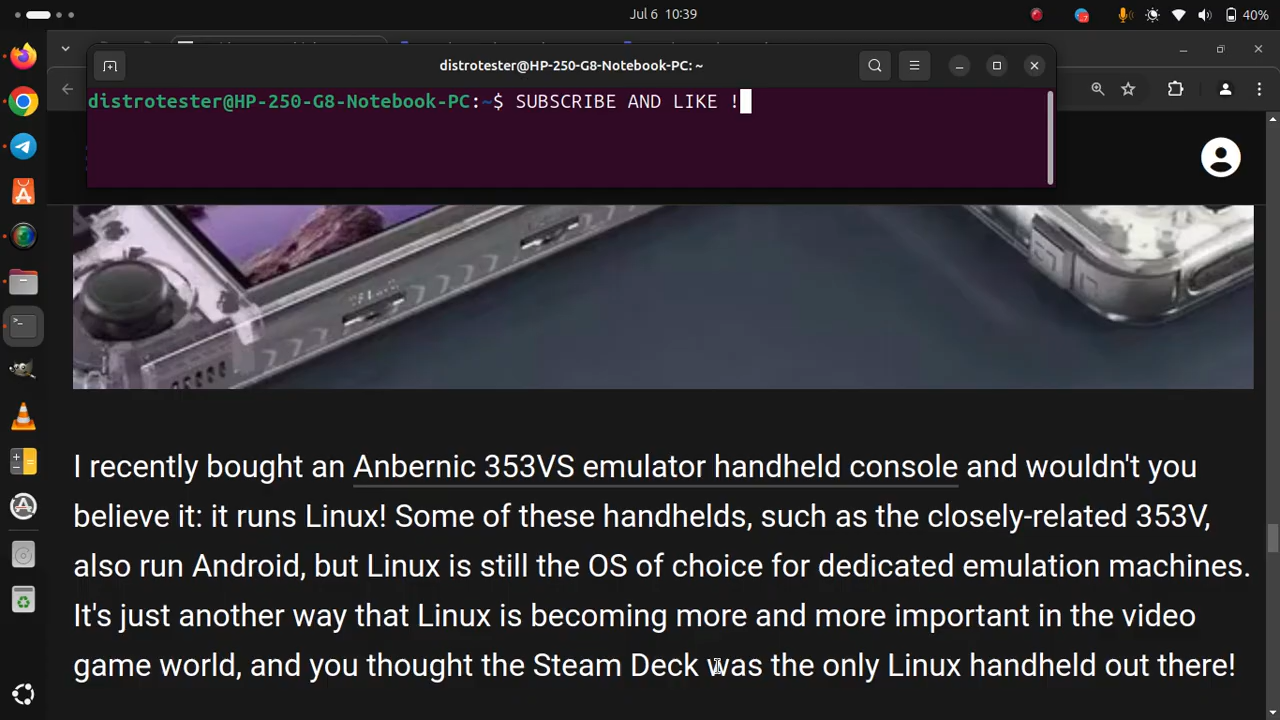 Jul 6 10:39
40%
distrotester@HP-250-G8-Notebook-PC: ~
distrotester@HP-250-G8-Notebook-PC:~$ SUBSCRIBE AND LIKE !
I recently bought an Anbernic 353VS emulator handheld console and wouldn't you
believe it: it runs Linux! Some of these handhelds, such as the closely-related 353V,
also run Android, but Linux is still the OS of choice for dedicated emulation machines.
It's just another way that Linux is becoming more and more important in the video
game world, and you thought the Steam Deck was the only Linux handheld out there!